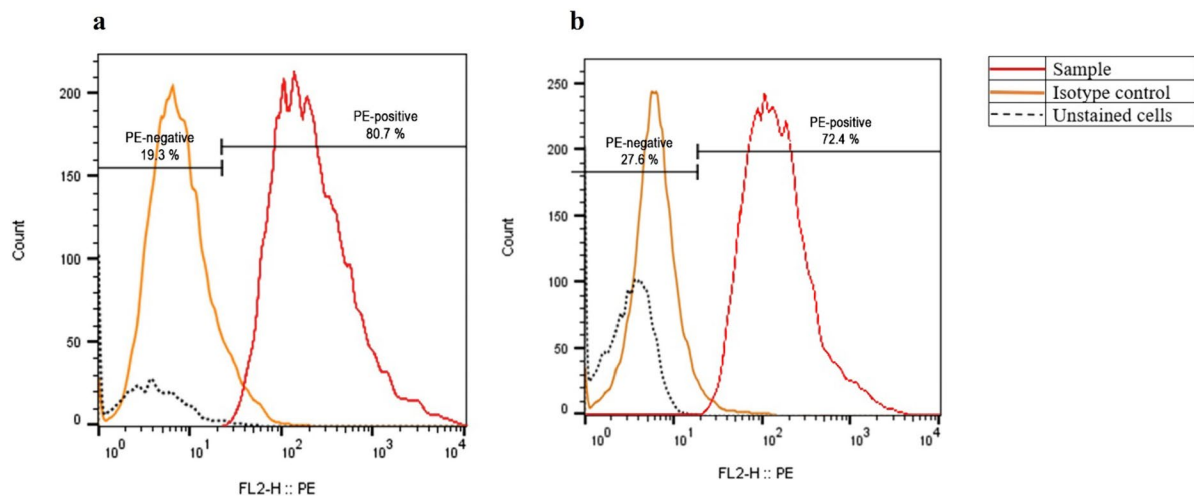 a
PE-negative
19.3 %
PE-positive
80.7 %
200
150
100
50
0
Count
10⁰ 10¹ 10² 10³ 10⁴
FL2-H :: PE
b
PE-negative
27.6 %
PE-positive
72.4 %
250
200
150
100
50
0
Count
10⁰ 10¹ 10² 10³ 10⁴
FL2-H :: PE
Sample
Isotype control
Unstained cells